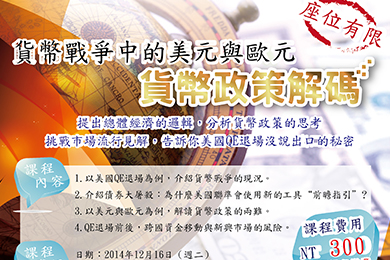 座位有限
貨幣戰爭中的美元與歐元
貨幣政策解碼
提出總體經濟的邏輯，分析貨幣政策的思考
挑戰市場流行見解，告訴你美國QE退場沒說出口的秘密
課程內容
1.以美國QE退場為例，介紹貨幣戰爭的現況。
2.介紹債券大屠殺：為什麼美國聯準會使用新的工具“前瞻指引”？
3.以美元與歐元為例，解讀貨幣政策的兩難。
4.QE退場前後，跨國資金移動與新興市場的風險。
課程費用
NT 300
課程
日期：2014年12月16日（週二）